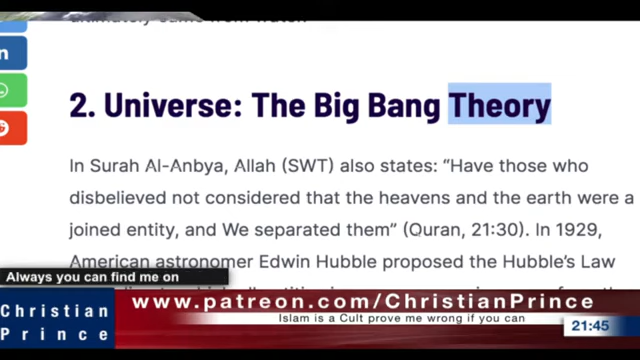 2. Universe: The Big Bang Theory
In Surah Al-Anbya, Allah (SWT) also states: “Have those who
disbelieved not considered that the heavens and the earth were a
joined entity, and We separated them” (Quran, 21:30). In 1929,
American astronomer Edwin Hubble proposed the Hubble’s Law
Always you can find me on
Christian
Prince
www.patreon.com/ChristianPrince
Islam is a Cult prove me wrong if you can
21:45